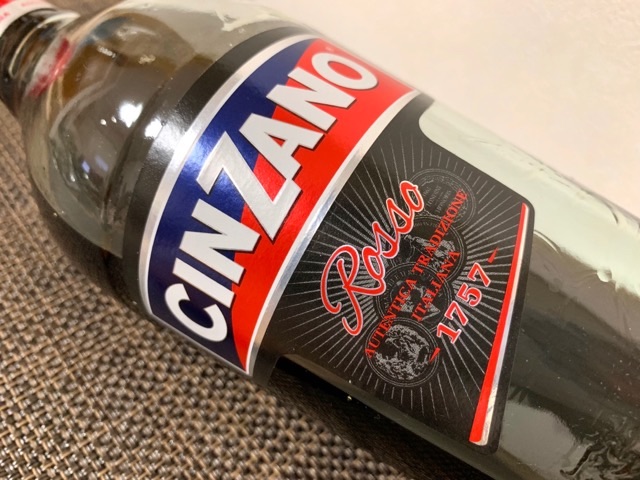 CINZANO
Rosso
AUTENTICA TRADIZIONE
ITALIANA
1757